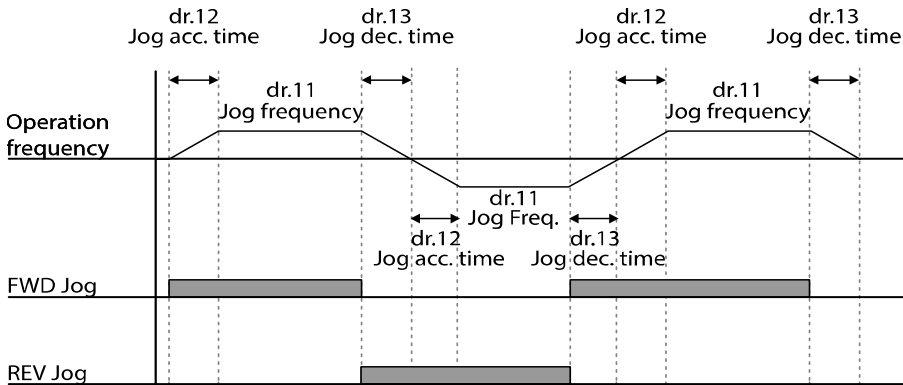 dr.12
Jog acc. time
dr.13
Jog dec. time
dr.12
Jog acc. time
dr.13
Jog dec. time
dr.11
Jog frequency
dr.11
Jog frequency
Operation
frequency
dr.11
Jog Freq.
dr.12
Jog acc. time
dr.13
Jog dec. time
FWD Jog
REV Jog